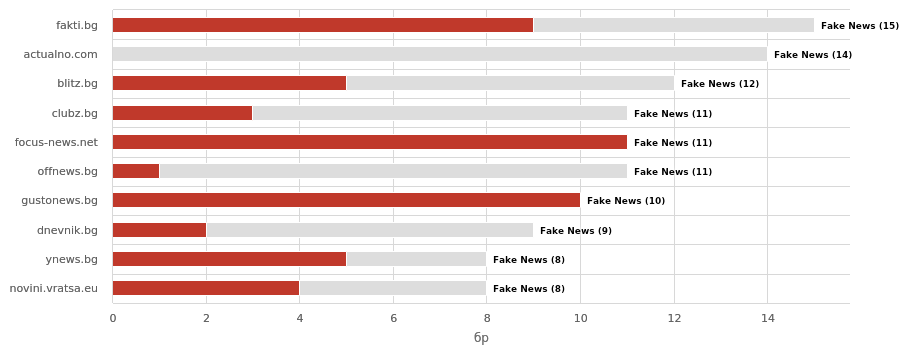 fakti.bg Fake News (15)
actualno.com Fake News (14)
blitz.bg Fake News (12)
clubz.bg Fake News (11)
focus-news.net Fake News (11)
offnews.bg Fake News (11)
gustonews.bg Fake News (10)
dnevnik.bg Fake News (9)
ynews.bg Fake News (8)
novini.vratsa.eu Fake News (8)
0 2 4 6 8 10 12 14
бр